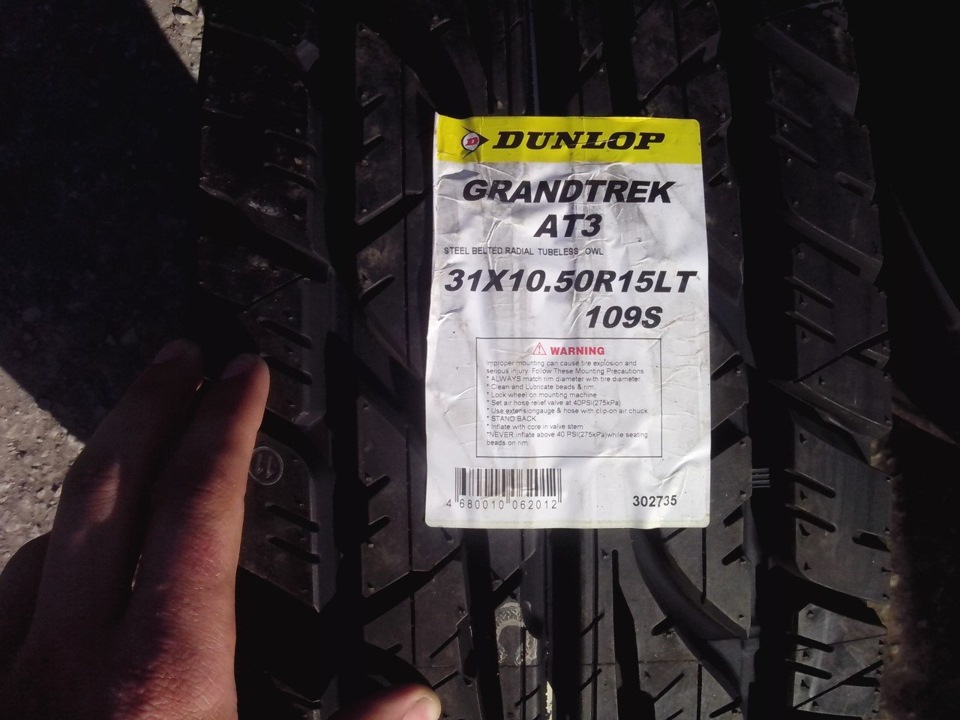 D DUNLOP
GRANDTREK
AT3
STEEL BELTED RADIAL TUBELESS OWL
31X10.50R15LT
109S
WARNING
Improper mounting can cause tire explosion and
serious injury. Follow These Mounting Precautions
* ALWAYS match rim diameter with tire diameter
* Clean and Lubricate beads & rim.
* Lock wheel on mounting machine
* Set air hose relief valve at 40PSI(275kPa)
* Use extensiongauge & hose with clip-on air chuck
* STAND BACK
* Inflate with core in valve stem
*NEVER inflate above 40 PSI(275kPa)while seating
beads on rim.
4 680010 062012
302735
11